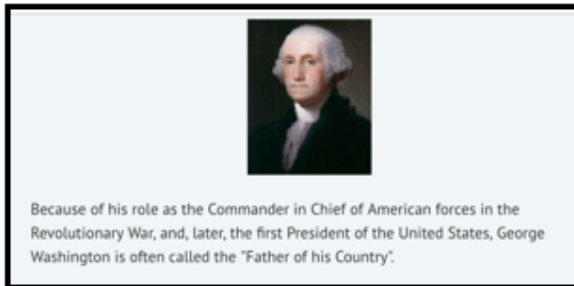 Because of his role as the Commander in Chief of American forces in the
Revolutionary War, and, later, the first President of the United States, George
Washington is often called the "Father of his Country".